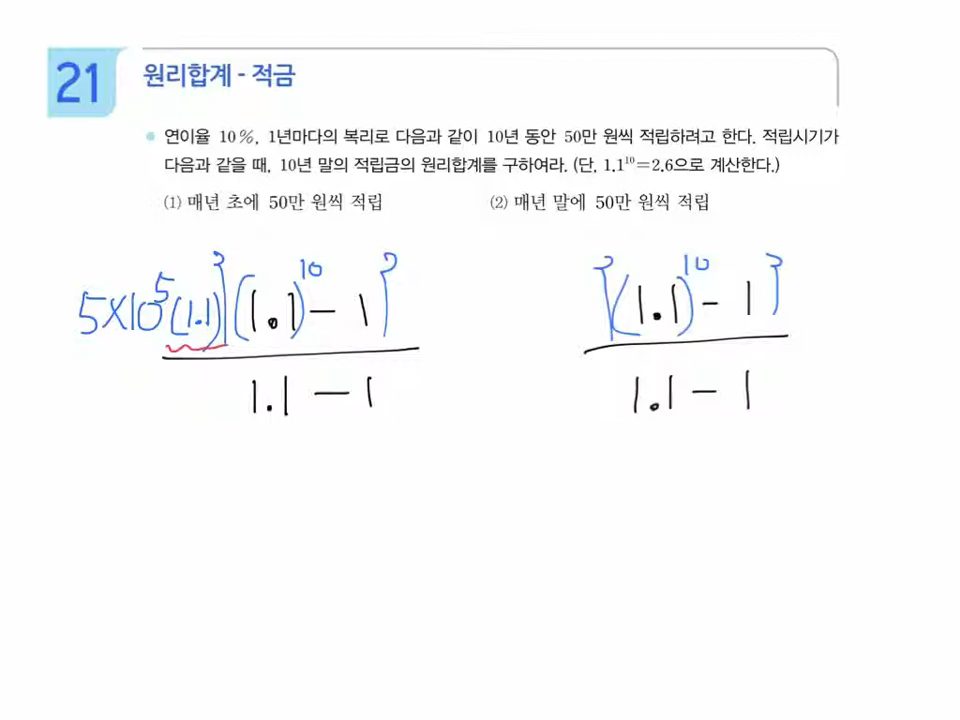 21
원리합계 - 적금
연이율 10%, 1년마다의 복리로 다음과 같이 10년 동안 50만 원씩 적립하려고 한다. 적립시기가
다음과 같을 때, 10년 말의 적립금의 원리합계를 구하여라. (단, 1.1¹⁰=2.6으로 계산한다.)
(1) 매년 초에 50만 원씩 적립
(2) 매년 말에 50만 원씩 적립
5×10⁵(1.1){(1.1)¹⁰-1}
1.1-1
{(1.1)¹⁰-1}
1.1-1